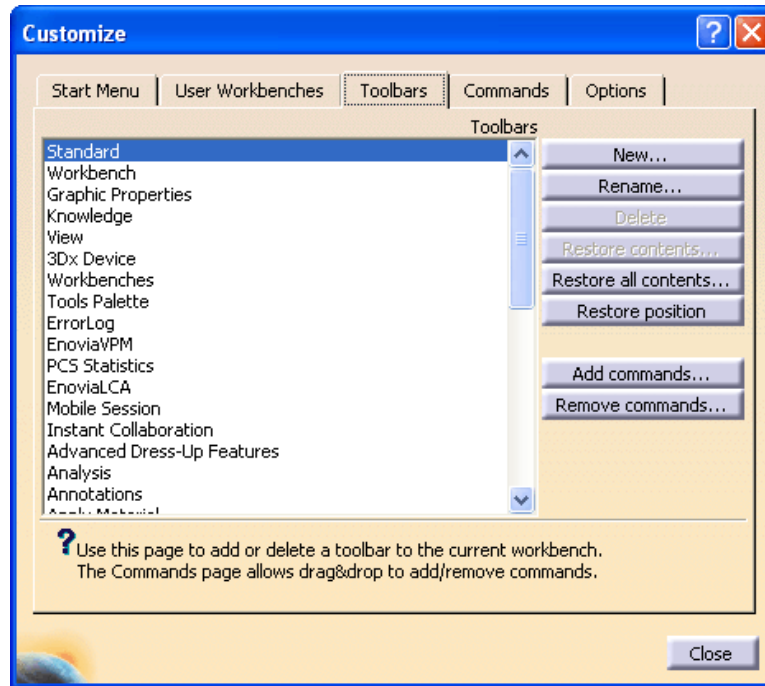 Customize
Start Menu
User Workbenches
Toolbars
Commands
Options
Toolbars
Standard
Workbench
Graphic Properties
Knowledge
View
3Dx Device
Workbenches
Tools Palette
ErrorLog
EnoviaVPM
PCS Statistics
EnoviaLCA
Mobile Session
Instant Collaboration
Advanced Dress-Up Features
Analysis
Annotations
Apply Material
New...
Rename...
Delete
Restore contents...
Restore all contents...
Restore position
Add commands...
Remove commands...
Use this page to add or delete a toolbar to the current workbench.
The Commands page allows drag&drop to add/remove commands.
Close